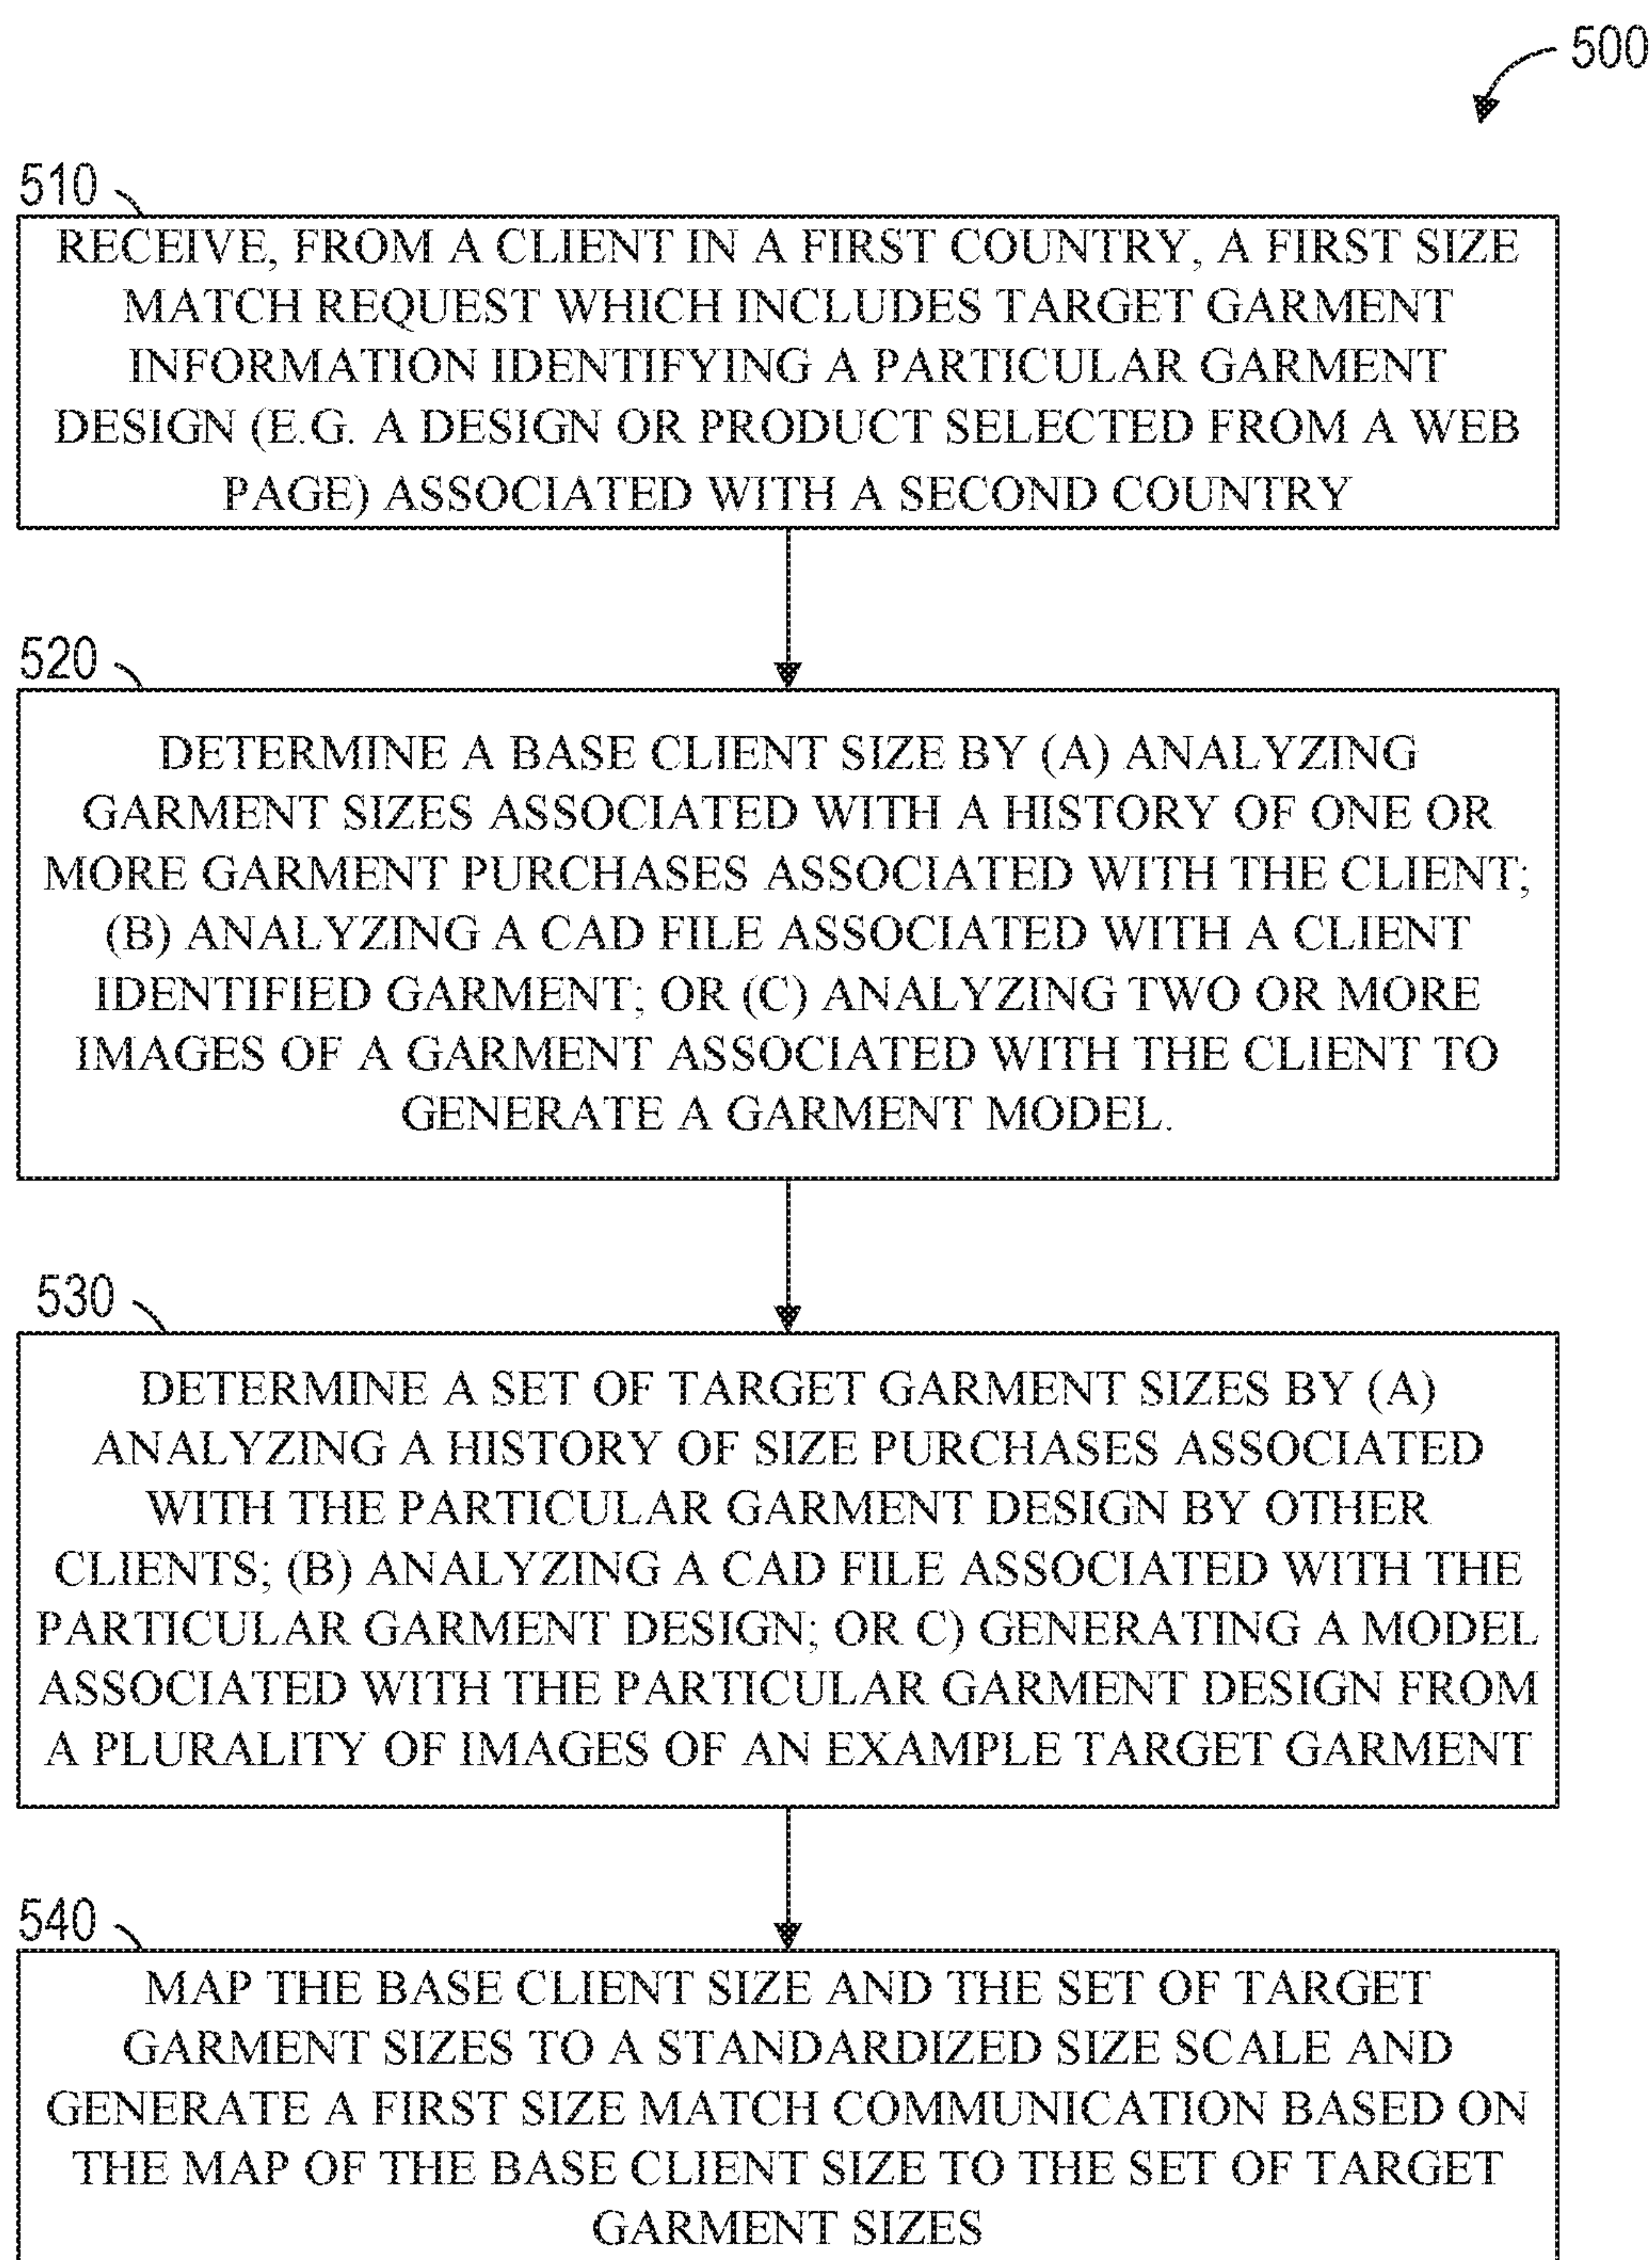 500
510
RECEIVE, FROM A CLIENT IN A FIRST COUNTRY, A FIRST SIZE
MATCH REQUEST WHICH INCLUDES TARGET GARMENT
INFORMATION IDENTIFYING A PARTICULAR GARMENT
DESIGN (E.G. A DESIGN OR PRODUCT SELECTED FROM A WEB
PAGE) ASSOCIATED WITH A SECOND COUNTRY
520
DETERMINE A BASE CLIENT SIZE BY (A) ANALYZING
GARMENT SIZES ASSOCIATED WITH A HISTORY OF ONE OR
MORE GARMENT PURCHASES ASSOCIATED WITH THE CLIENT;
(B) ANALYZING A CAD FILE ASSOCIATED WITH A CLIENT
IDENTIFIED GARMENT; OR (C) ANALYZING TWO OR MORE
IMAGES OF A GARMENT ASSOCIATED WITH THE CLIENT TO
GENERATE A GARMENT MODEL.
530
DETERMINE A SET OF TARGET GARMENT SIZES BY (A)
ANALYZING A HISTORY OF SIZE PURCHASES ASSOCIATED
WITH THE PARTICULAR GARMENT DESIGN BY OTHER
CLIENTS; (B) ANALYZING A CAD FILE ASSOCIATED WITH THE
PARTICULAR GARMENT DESIGN; OR C) GENERATING A MODEL
ASSOCIATED WITH THE PARTICULAR GARMENT DESIGN FROM
A PLURALITY OF IMAGES OF AN EXAMPLE TARGET GARMENT
540
MAP THE BASE CLIENT SIZE AND THE SET OF TARGET
GARMENT SIZES TO A STANDARDIZED SIZE SCALE AND
GENERATE A FIRST SIZE MATCH COMMUNICATION BASED ON
THE MAP OF THE BASE CLIENT SIZE TO THE SET OF TARGET
GARMENT SIZES